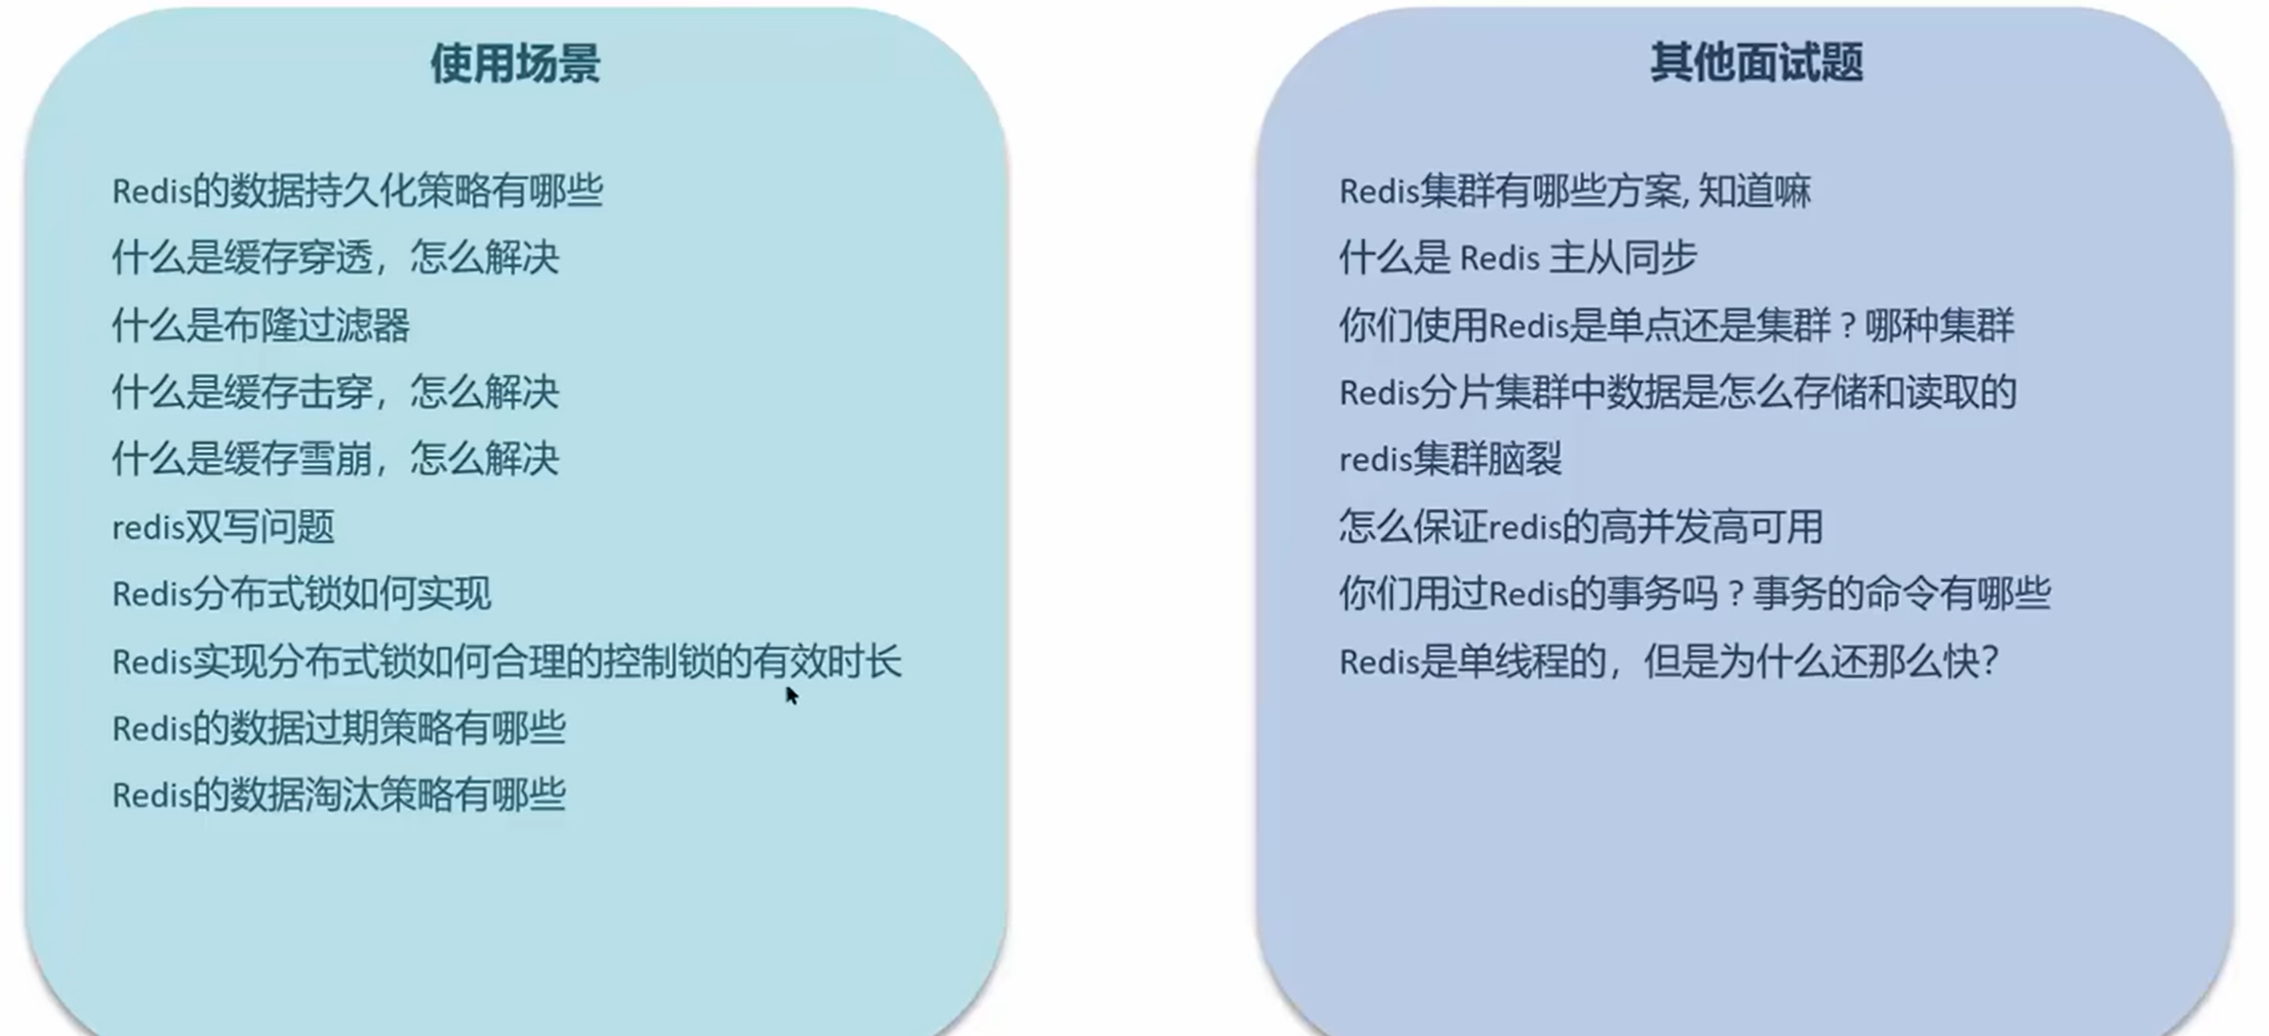 使用场景
Redis的数据持久化策略有哪些
什么是缓存穿透，怎么解决
什么是布隆过滤器
什么是缓存击穿，怎么解决
什么是缓存雪崩，怎么解决
redis双写问题
Redis分布式锁如何实现
Redis实现分布式锁如何合理的控制锁的有效时长
Redis的数据过期策略有哪些
Redis的数据淘汰策略有哪些
其他面试题
Redis集群有哪些方案, 知道嘛
什么是 Redis 主从同步
你们使用Redis是单点还是集群？哪种集群
Redis分片集群中数据是怎么存储和读取的
redis集群脑裂
怎么保证redis的高并发高可用
你们用过Redis的事务吗？事务的命令有哪些
Redis是单线程的，但是为什么还那么快?